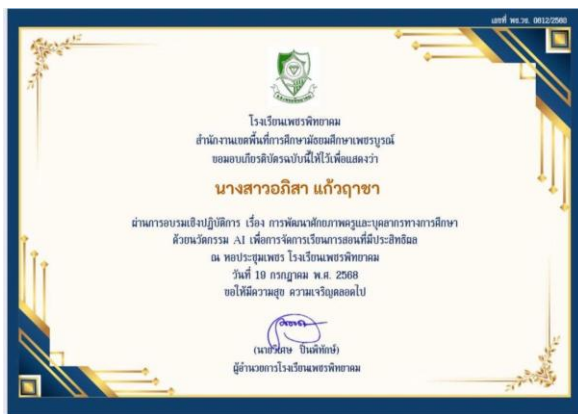 เลขที่ พช.วช. 0612/2560
โรงเรียนเพชรพิทยาคม
สำนักงานเขตพื้นที่การศึกษามัธยมศึกษาเพชรบูรณ์
ขอมอบเกียรติบัตรฉบับนี้ให้ไว้เพื่อแสดงว่า
นางสาวอภิสา แก้วฤาชา
ผ่านการอบรมเชิงปฏิบัติการ เรื่อง การพัฒนาศักยภาพครูและบุคลากรทางการศึกษา
ด้วยนวัตกรรม AI เพื่อการจัดการเรียนการสอนที่มีประสิทธิผล
ณ หอประชุมเพชร โรงเรียนเพชรพิทยาคม
วันที่ 19 กรกฎาคม พ.ศ. 2568
ขอให้มีความสุข ความเจริญตลอดไป
ปิ่นพิทักษ์)
ผู้อำนวยการโรงเรียนเพชรพิทยาคม